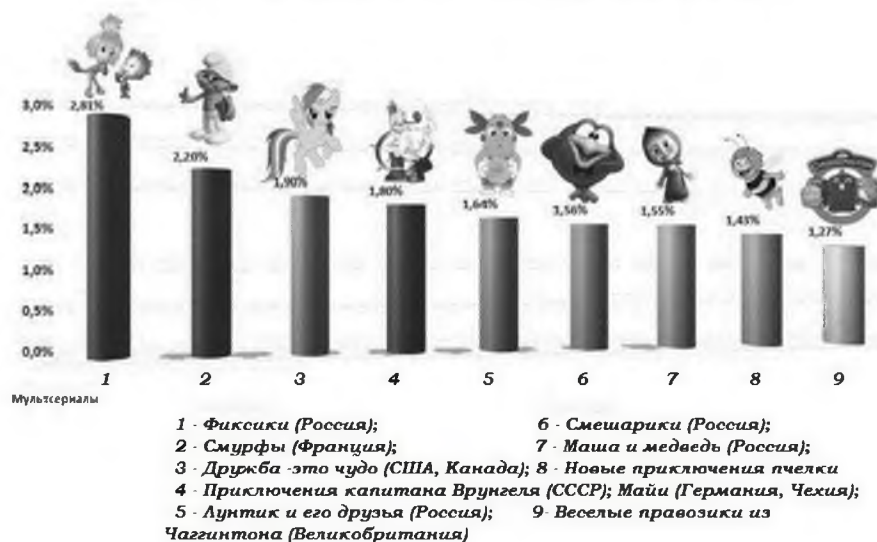 3,0%
2,5%
2,0%
1,5%
1,0%
0,5%
0,0%
2,81%
2,20%
1,90%
1,80%
1,64%
1,56%
1,55%
1,43%
1,27%
1 2 3 4 5 6 7 8 9
Мультсериалы
1 - Фиксики (Россия); 6 - Смешарики (Россия);
2 - Смурфы (Франция); 7 - Маша и медведь (Россия);
3 - Дружба -это чудо (США, Канада); 8 - Новые приключения пчелки
4 - Приключения капитана Врунгеля (СССР); Майи (Германия, Чехия);
5 - Лунтик и его друзья (Россия); 9- Веселые правозики из
Чаггинтона (Великобритания)